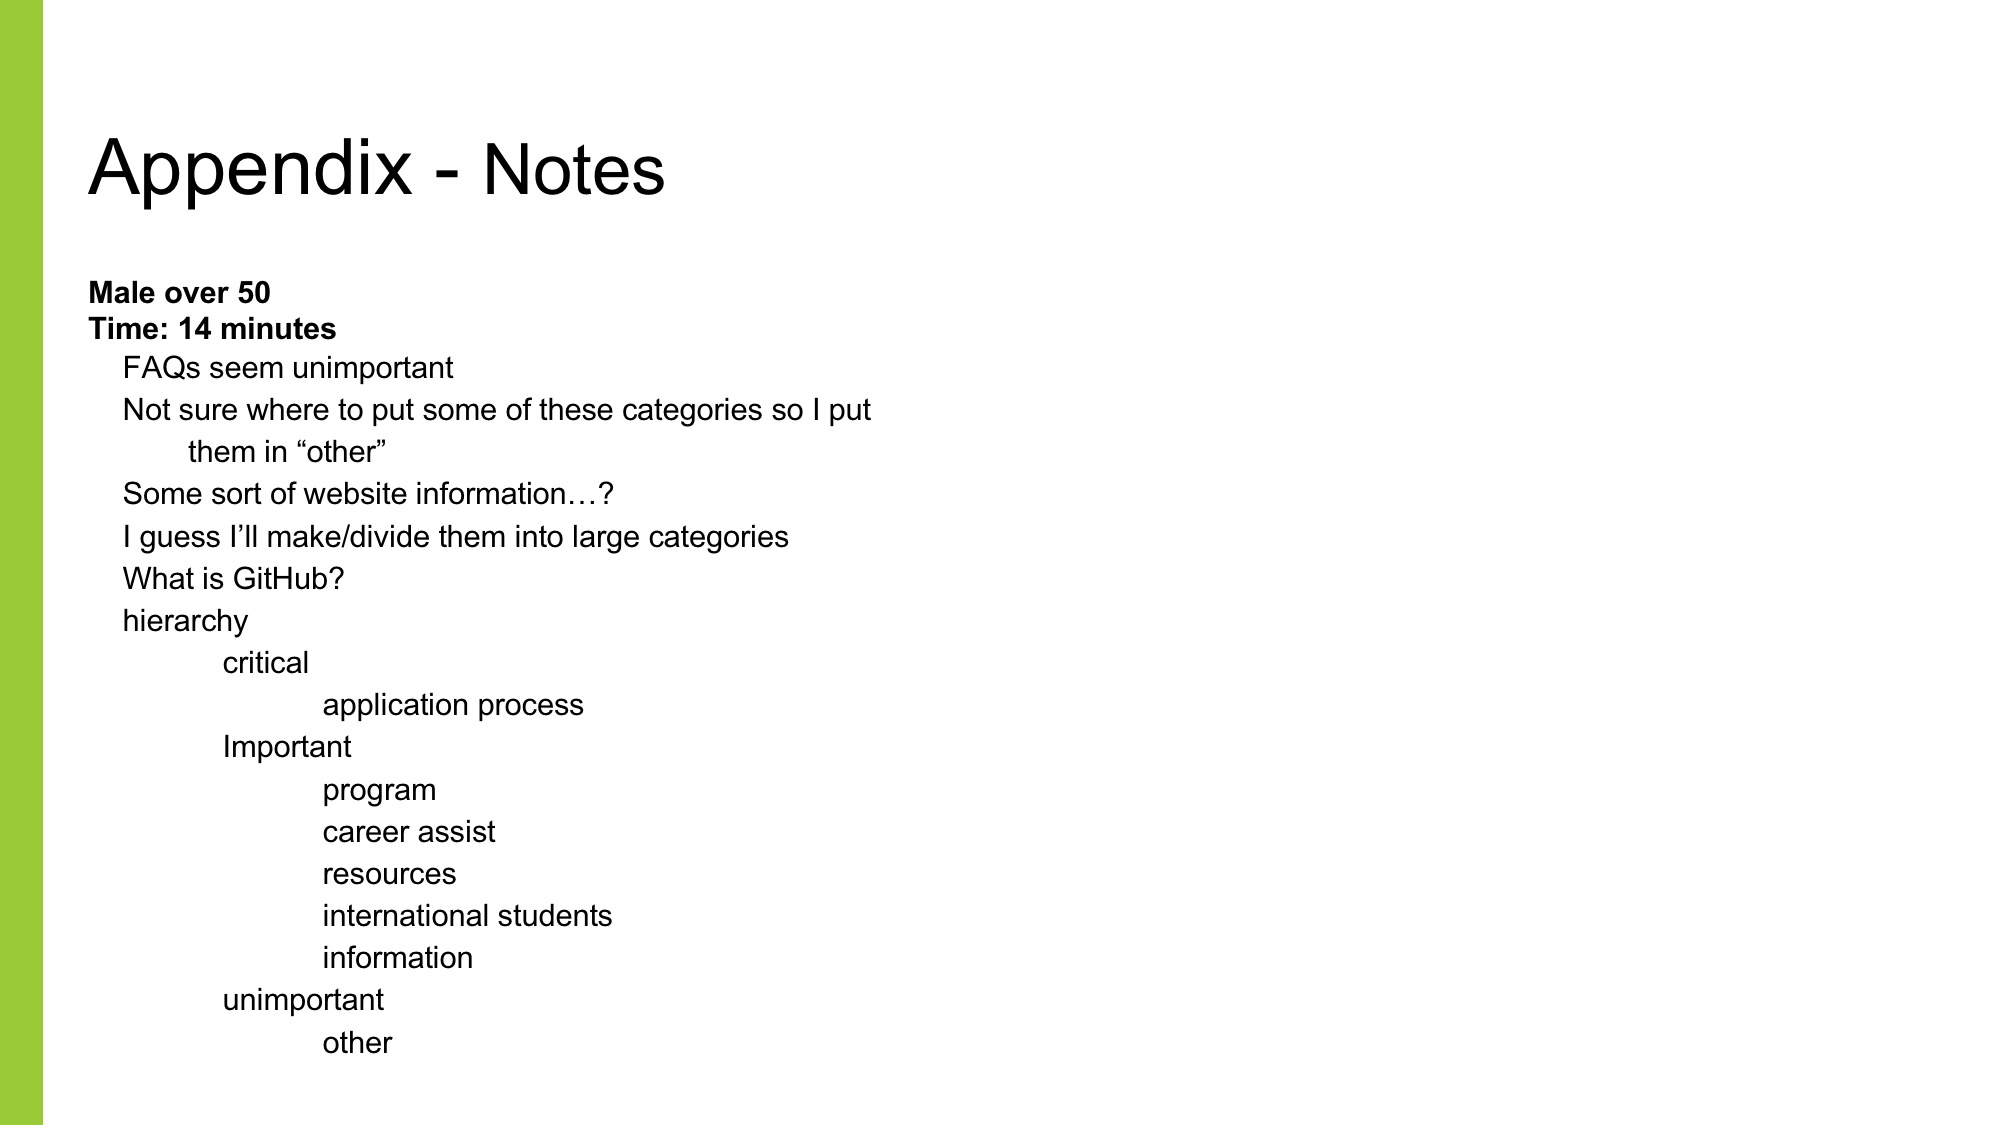 Appendix - Notes
Male over 50
Time: 14 minutes
FAQs seem unimportant
Not sure where to put some of these categories so I put
them in “other”
Some sort of website information…?
I guess I’ll make/divide them into large categories
What is GitHub?
hierarchy
critical
application process
Important
program
career assist
resources
international students
information
unimportant
other